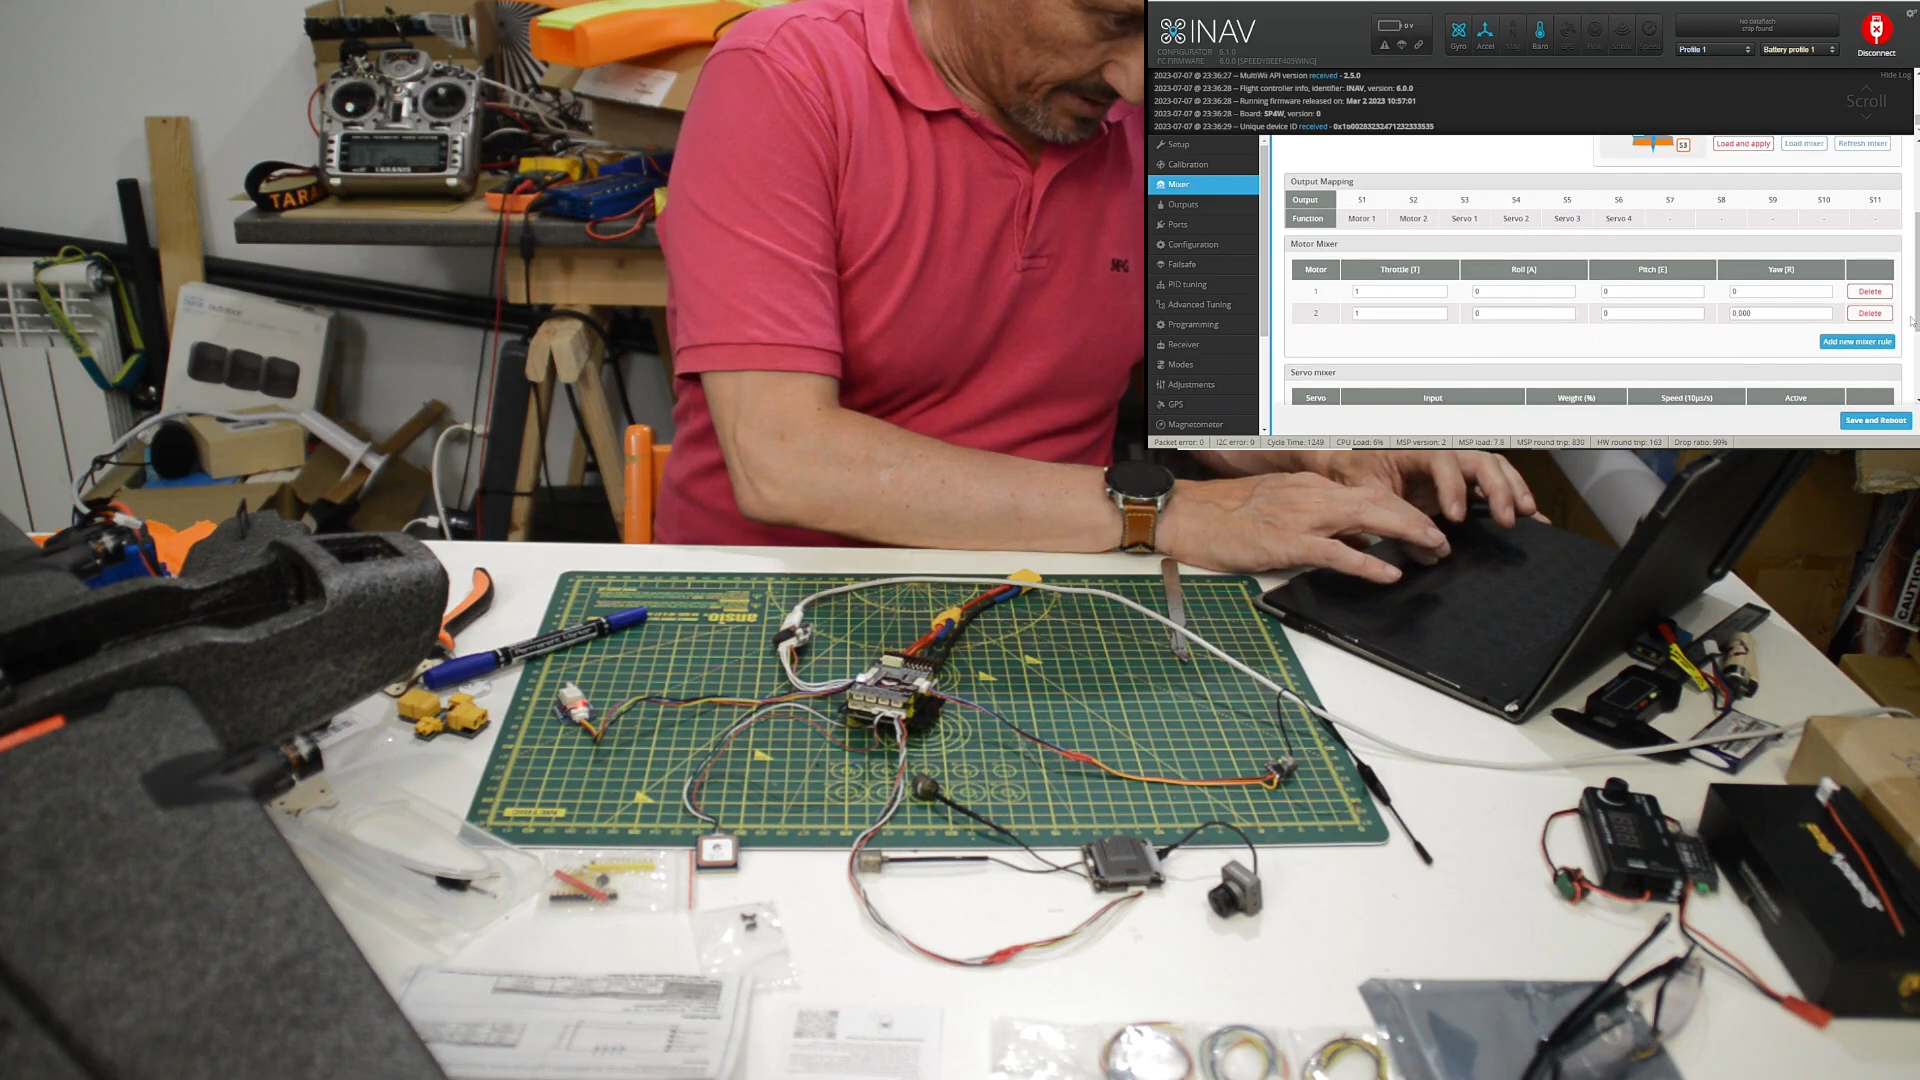 INAV
CONFIGURATOR 6.1.0
FC FIRMWARE 6.0.0 [SPEEDYBEEF405WING]
0 V
Gyro
Accel
Mag
Baro
GPS
Flow
Sonar
Speed
No dataflash
chip found
Profile 1
Battery profile 1
Disconnect
2023-07-07 @ 23:36:27 -- MultiWii API version received - 2.5.0
2023-07-07 @ 23:36:28 -- Flight controller info, identifier: INAV, version: 6.0.0
2023-07-07 @ 23:36:28 -- Running firmware released on: Mar 2 2023 10:57:01
2023-07-07 @ 23:36:28 -- Board: SP4W, version: 0
2023-07-07 @ 23:36:29 -- Unique device ID received - 0x1b00283232471232333535
Hide Log
Scroll
Setup
Calibration
Mixer
Outputs
Ports
Configuration
Failsafe
PID tuning
Advanced Tuning
Programming
Receiver
Modes
Adjustments
GPS
Magnetometer
S3
Load and apply
Load mixer
Refresh mixer
Output Mapping
Output S1 S2 S3 S4 S5 S6 S7 S8 S9 S10 S11
Function Motor 1 Motor 2 Servo 1 Servo 2 Servo 3 Servo 4 - - - - -
Motor Mixer
Motor Throttle [T] Roll [A] Pitch [E] Yaw [R]
1 1 0 0 0 Delete
2 1 0 0 0,000 Delete
Add new mixer rule
Servo mixer
Servo Input Weight (%) Speed (10µs/s) Active
Save and Reboot
Packet error: 0 I2C error: 0 Cycle Time: 1249 CPU Load: 6% MSP version: 2 MSP load: 7.8 MSP round trip: 830 HW round trip: 163 Drop ratio: 99%
TARANIS
TARA
Permanent Marker
ansio
METRIC
CAUTI